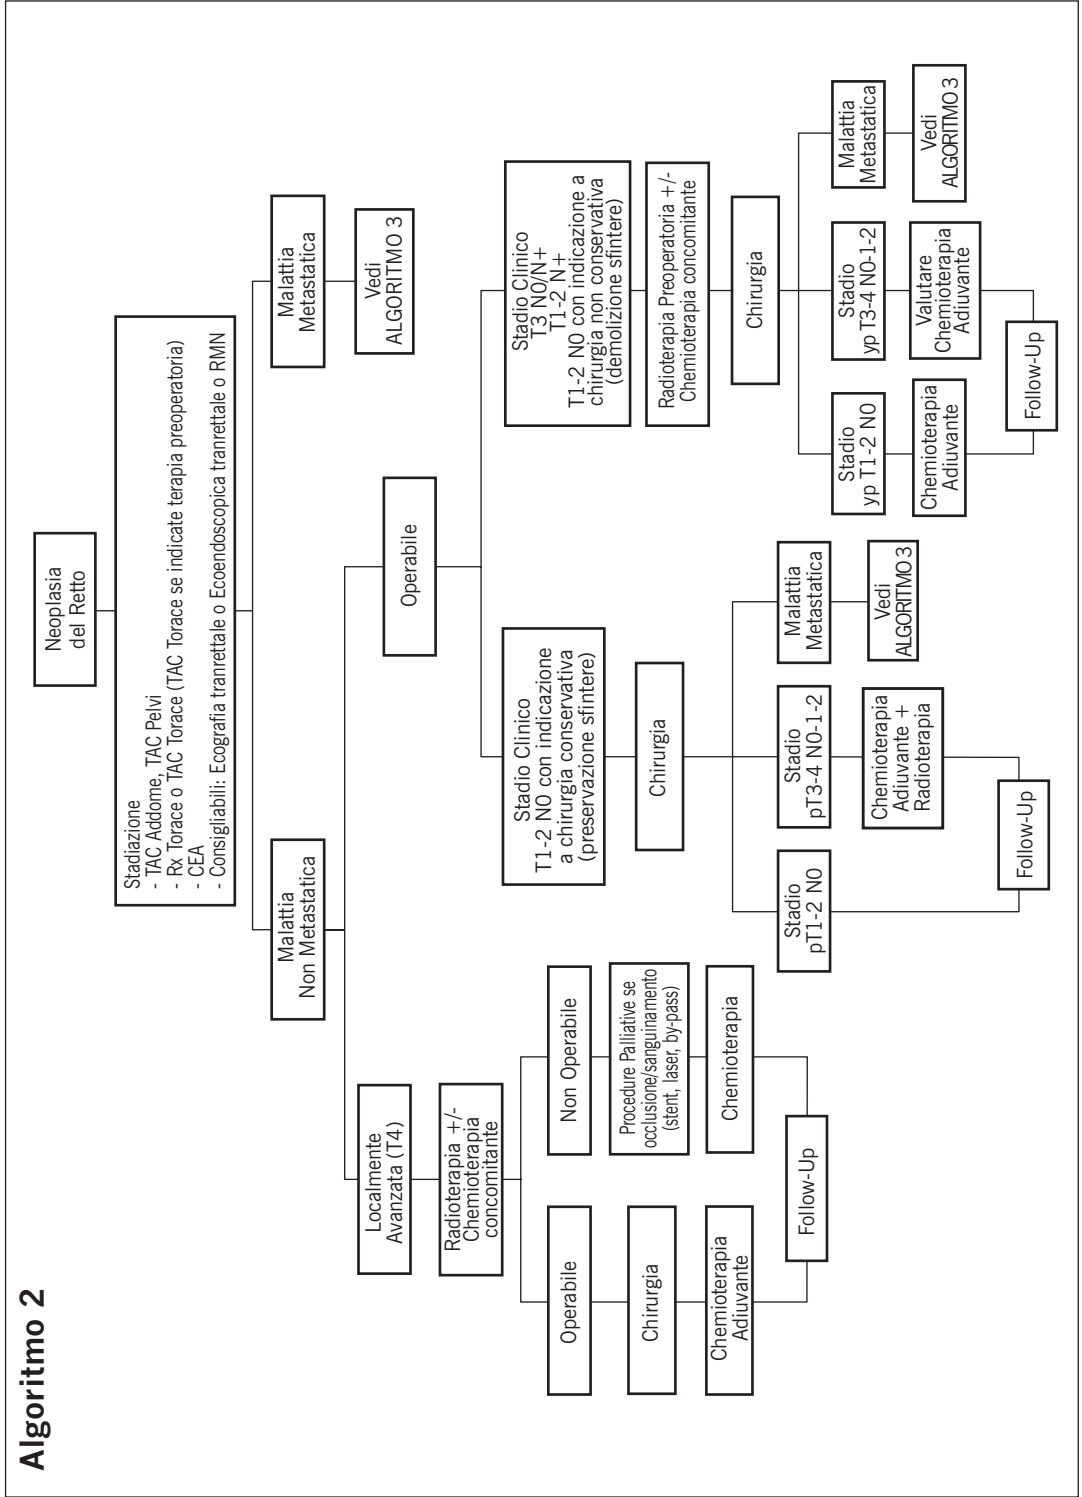 Algoritmo 2
Neoplasia
del Retto
Stadiazione
- TAC Addome, TAC Pelvi
- Rx Torace o TAC Torace (TAC Torace se indicate terapia preoperatoria)
- CEA
- Consigliabili: Ecografia tranrettale o Ecoendoscopica tranrettale o RMN
Malattia
Non Metastatica
Malattia
Metastatica
Vedi
ALGORITMO 3
Localmente
Avanzata (T4)
Operabile
Radioterapia +/-
Chemioterapia
concomitante
Operabile
Non Operabile
Chirurgia
Procedure Palliative se
occlusione/sanguinamento
(stent, laser, by-pass)
Chemioterapia
Adiuvante
Chemioterapia
Follow-Up
Stadio Clinico
T1-2 N0 con indicazione
a chirurgia conservativa
(preservazione sfintere)
Chirurgia
Stadio
pT1-2 N0
Stadio
pT3-4 N0-1-2
Malattia
Metastatica
Chemioterapia
Adiuvante +
Radioterapia
Vedi
ALGORITMO 3
Follow-Up
Stadio Clinico
T3 N0/N+
T1-2 N+
T1-2 N0 con indicazione a
chirurgia non conservativa
(demolizione sfintere)
Radioterapia Preoperatoria +/-
Chemioterapia concomitante
Chirurgia
Stadio
yp T1-2 N0
Stadio
yp T3-4 N0-1-2
Malattia
Metastatica
Chemioterapia
Adiuvante
Valutare
Chemioterapia
Adiuvante
Vedi
ALGORITMO 3
Follow-Up